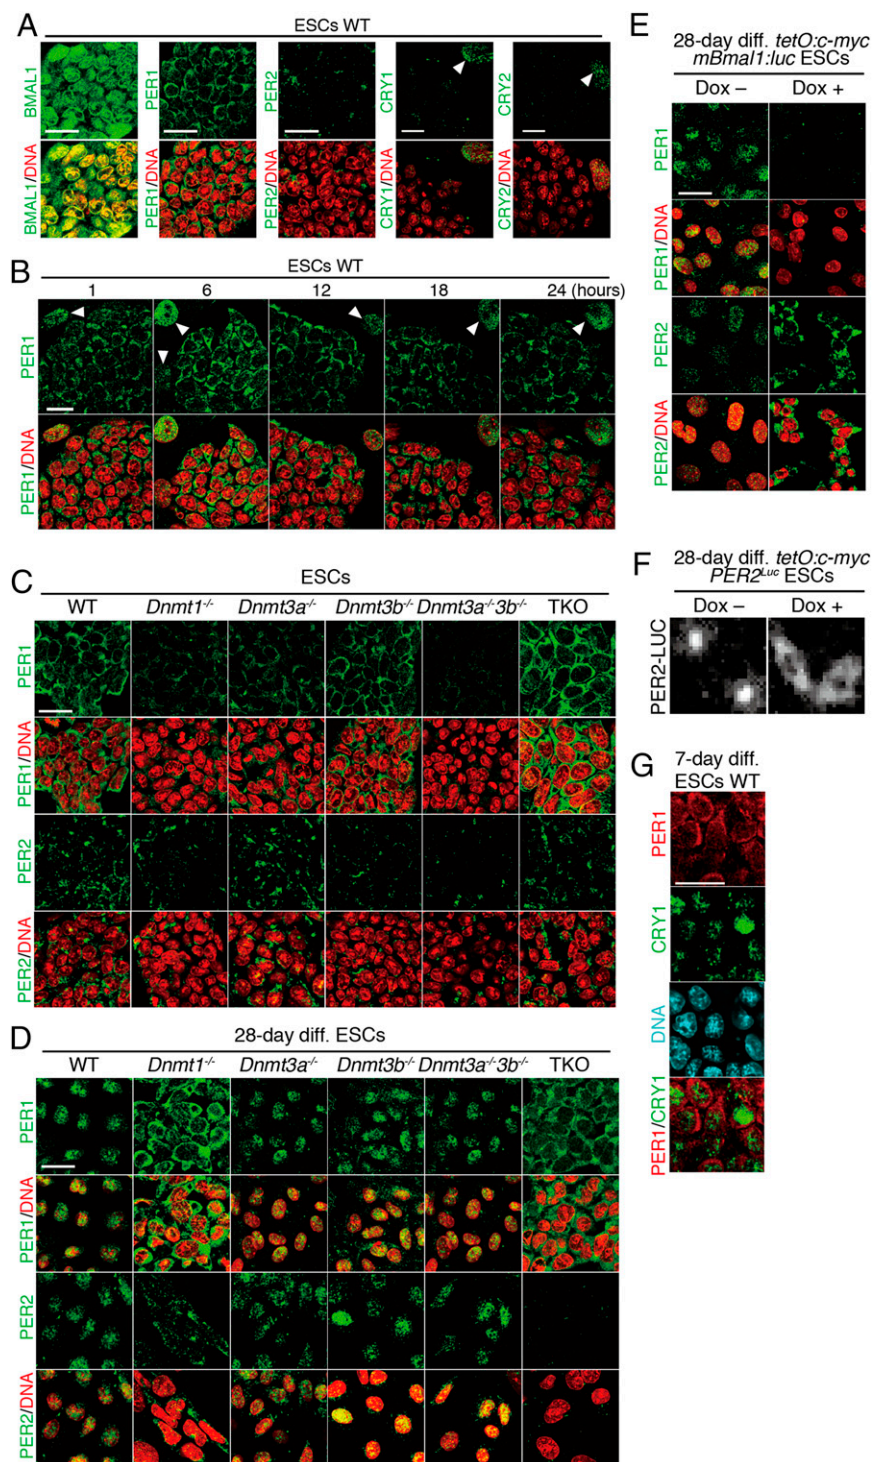 A
ESCs WT
BMAL1
PER1
PER2
CRY1
CRY2
BMAL1/DNA
PER1/DNA
PER2/DNA
CRY1/DNA
CRY2/DNA
B
ESCs WT
1 6 12 18 24 (hours)
PER1
PER1/DNA
C
ESCs
WT Dnmt1-/- Dnmt3a-/- Dnmt3b-/- Dnmt3a-/-3b-/- TKO
PER1
PER1/DNA
PER2
PER2/DNA
D
28-day diff. ESCs
WT Dnmt1-/- Dnmt3a-/- Dnmt3b-/- Dnmt3a-/-3b-/- TKO
PER1
PER1/DNA
PER2
PER2/DNA
E
28-day diff. tetO:c-myc
mBmal1:luc ESCs
Dox – Dox +
PER1
PER1/DNA
PER2
PER2/DNA
F
28-day diff. tetO:c-myc
PER2Luc ESCs
Dox – Dox +
PER2-LUC
G
7-day diff.
ESCs WT
PER1
CRY1
DNA
PER1/CRY1